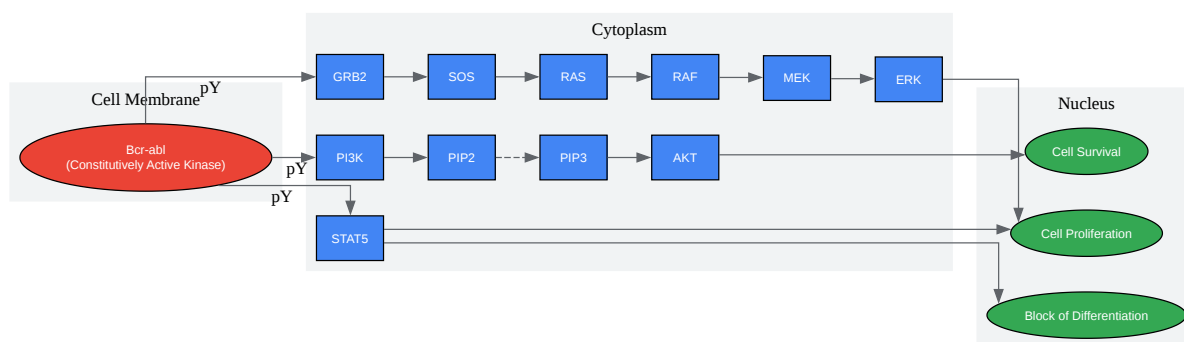 Cytoplasm
GRB2
SOS
RAS
RAF
MEK
ERK
pY
Cell Membrane
Nucleus
Bcr-abl
(Constitutively Active Kinase)
pY
PI3K
PIP2
PIP3
AKT
Cell Survival
pY
STAT5
Cell Proliferation
Block of Differentiation